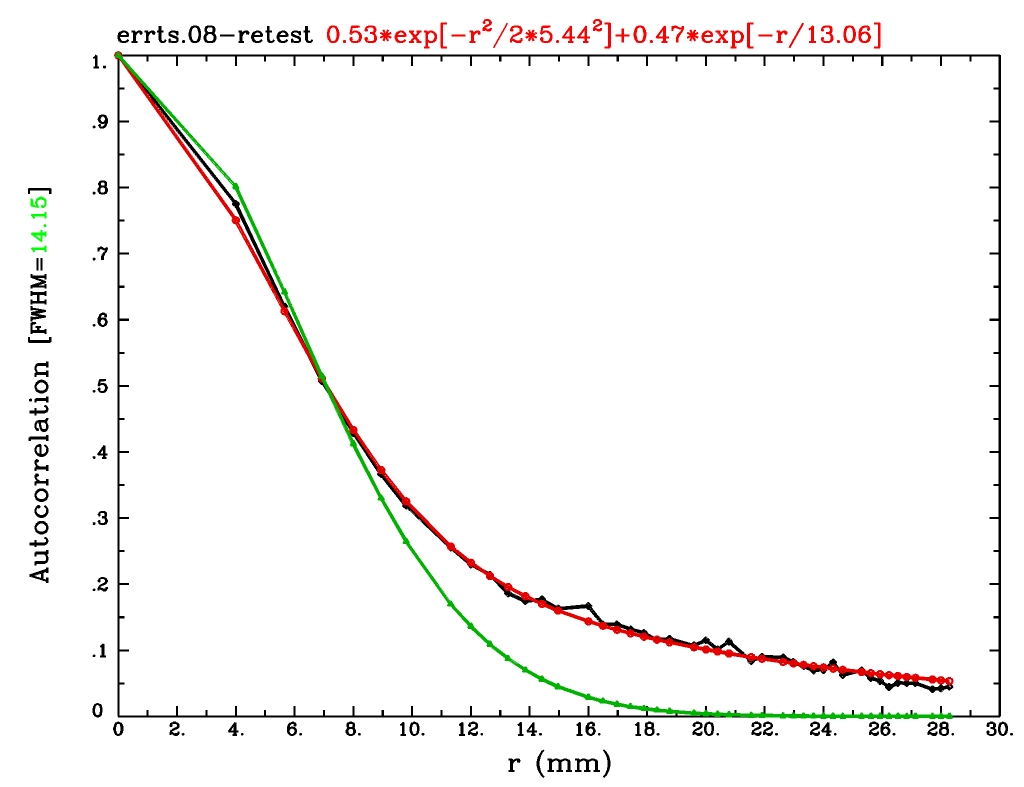 errts.08-retest 0.53*exp[-r²/2*5.44²]+0.47*exp[-r/13.06]
Autocorrelation [FWHM=14.15]
1.
.9
.8
.7
.6
.5
.4
.3
.2
.1
0
0 2. 4. 6. 8. 10. 12. 14. 16. 18. 20. 22. 24. 26. 28. 30.
r (mm)